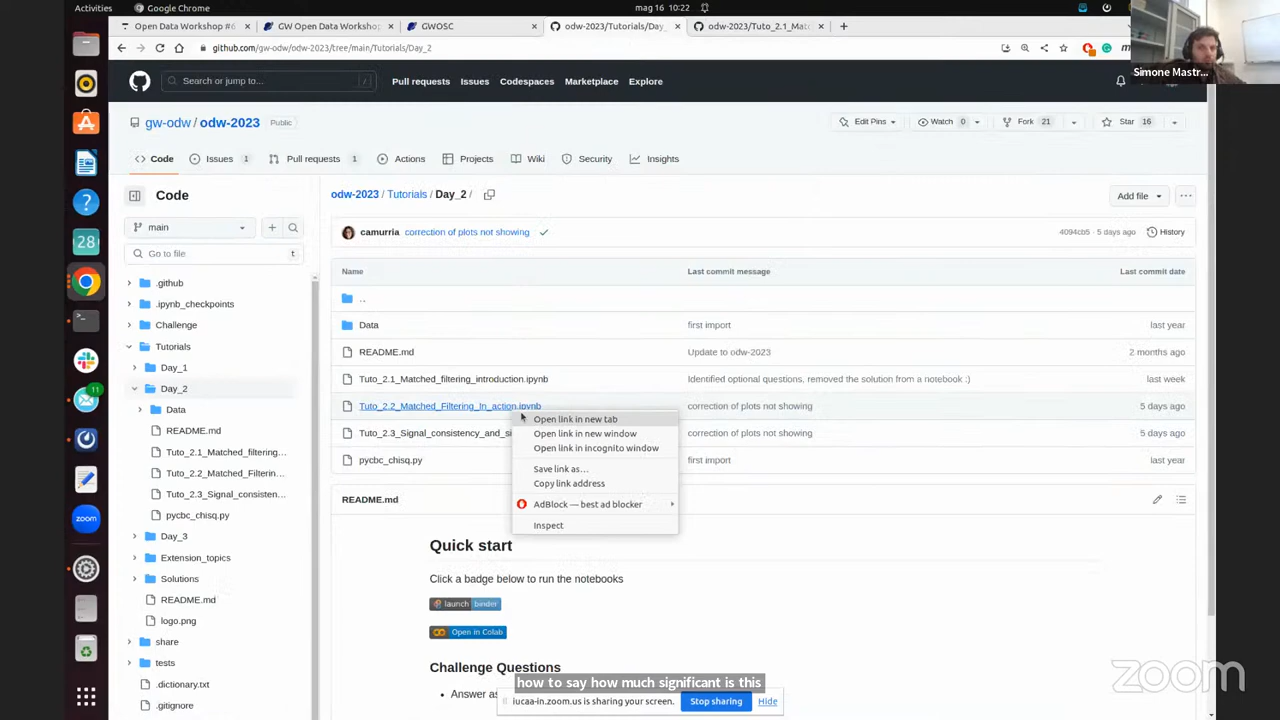 Activities
Google Chrome
mag 16 10:22
Open Data Workshop #6
GW Open Data Workshop
GWOSC
odw-2023/Tutorials/Day_
odw-2023/Tuto_2.1_Mat
github.com/gw-odw/odw-2023/tree/main/Tutorials/Day_2
Simone Mastr...
Search or jump to...
/
Pull requests
Issues
Codespaces
Marketplace
Explore
gw-odw / odw-2023
Public
Edit Pins
Watch 0
Fork 21
Star 16
Code
Issues 1
Pull requests 1
Actions
Projects
Wiki
Security
Insights
Code
main
Go to file
t
.github
.ipynb_checkpoints
Challenge
Tutorials
Day_1
Day_2
Data
README.md
Tuto_2.1_Matched_filtering...
Tuto_2.2_Matched_Filterin...
Tuto_2.3_Signal_consisten...
pycbc_chisq.py
Day_3
Extension_topics
Solutions
README.md
logo.png
share
tests
.dictionary.txt
.gitignore
odw-2023 / Tutorials / Day_2 /
Add file
camurria correction of plots not showing
4094cb5 · 5 days ago
History
Name Last commit message Last commit date
..
Data first import last year
README.md Update to odw-2023 2 months ago
Tuto_2.1_Matched_filtering_introduction.ipynb Identified optional questions, removed the solution from a notebook :) last week
Tuto_2.2_Matched_Filtering_In_action.ipynb correction of plots not showing 5 days ago
Tuto_2.3_Signal_consistency_and_si correction of plots not showing 5 days ago
pycbc_chisq.py first import last year
Open link in new tab
Open link in new window
Open link in incognito window
Save link as...
Copy link address
AdBlock — best ad blocker
Inspect
README.md
Quick start
Click a badge below to run the notebooks
launch binder
Open in Colab
Challenge Questions
Answer as
how to say how much significant is this
iucaa-in.zoom.us is sharing your screen.
Stop sharing
Hide
28
11
zoom
zoom